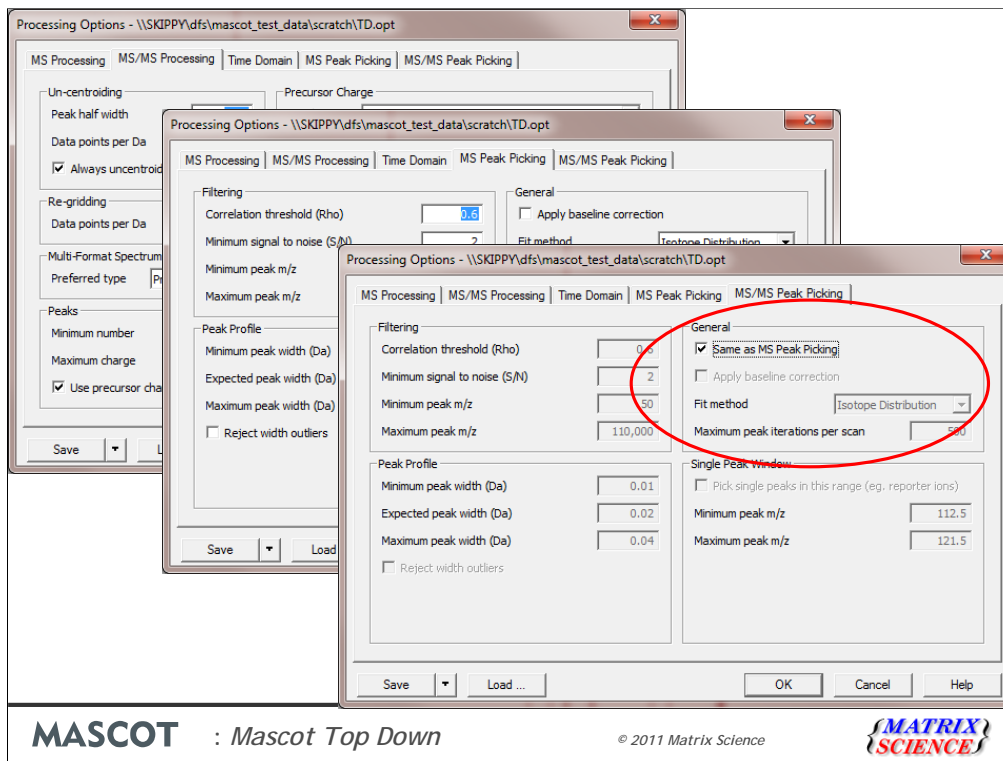 Processing Options - \\SKIPPY\dfs\mascot_test_data\scratch\TD.opt
MS Processing MS/MS Processing Time Domain MS Peak Picking MS/MS Peak Picking
Un-centroiding
Peak half width
Data points per Da
Always uncentroid
Re-gridding
Data points per Da
Multi-Format Spectrum
Preferred type
Peaks
Minimum number
Maximum charge
Use precursor cha
Precursor Charge
Save
Processing Options - \\SKIPPY\dfs\mascot_test_data\scratch\TD.opt
MS Processing MS/MS Processing Time Domain MS Peak Picking MS/MS Peak Picking
Filtering
Correlation threshold (Rho) 0.6
Minimum signal to noise (S/N) 2
Minimum peak m/z
Maximum peak m/z
Peak Profile
Minimum peak width (Da)
Expected peak width (Da)
Maximum peak width (Da)
Reject width outliers
General
Apply baseline correction
Fit method Isotope Distribution
Save Load
Processing Options - \\SKIPPY\dfs\mascot_test_data\scratch\TD.opt
MS Processing MS/MS Processing Time Domain MS Peak Picking MS/MS Peak Picking
Filtering
Correlation threshold (Rho) 0.6
Minimum signal to noise (S/N) 2
Minimum peak m/z 50
Maximum peak m/z 110,000
Peak Profile
Minimum peak width (Da) 0.01
Expected peak width (Da) 0.02
Maximum peak width (Da) 0.04
Reject width outliers
General
Same as MS Peak Picking
Apply baseline correction
Fit method Isotope Distribution
Maximum peak iterations per scan 500
Single Peak Window
Pick single peaks in this range (eg. reporter ions)
Minimum peak m/z 112.5
Maximum peak m/z 121.5
Save Load ... OK Cancel Help
MASCOT : Mascot Top Down © 2011 Matrix Science {MATRIX SCIENCE}